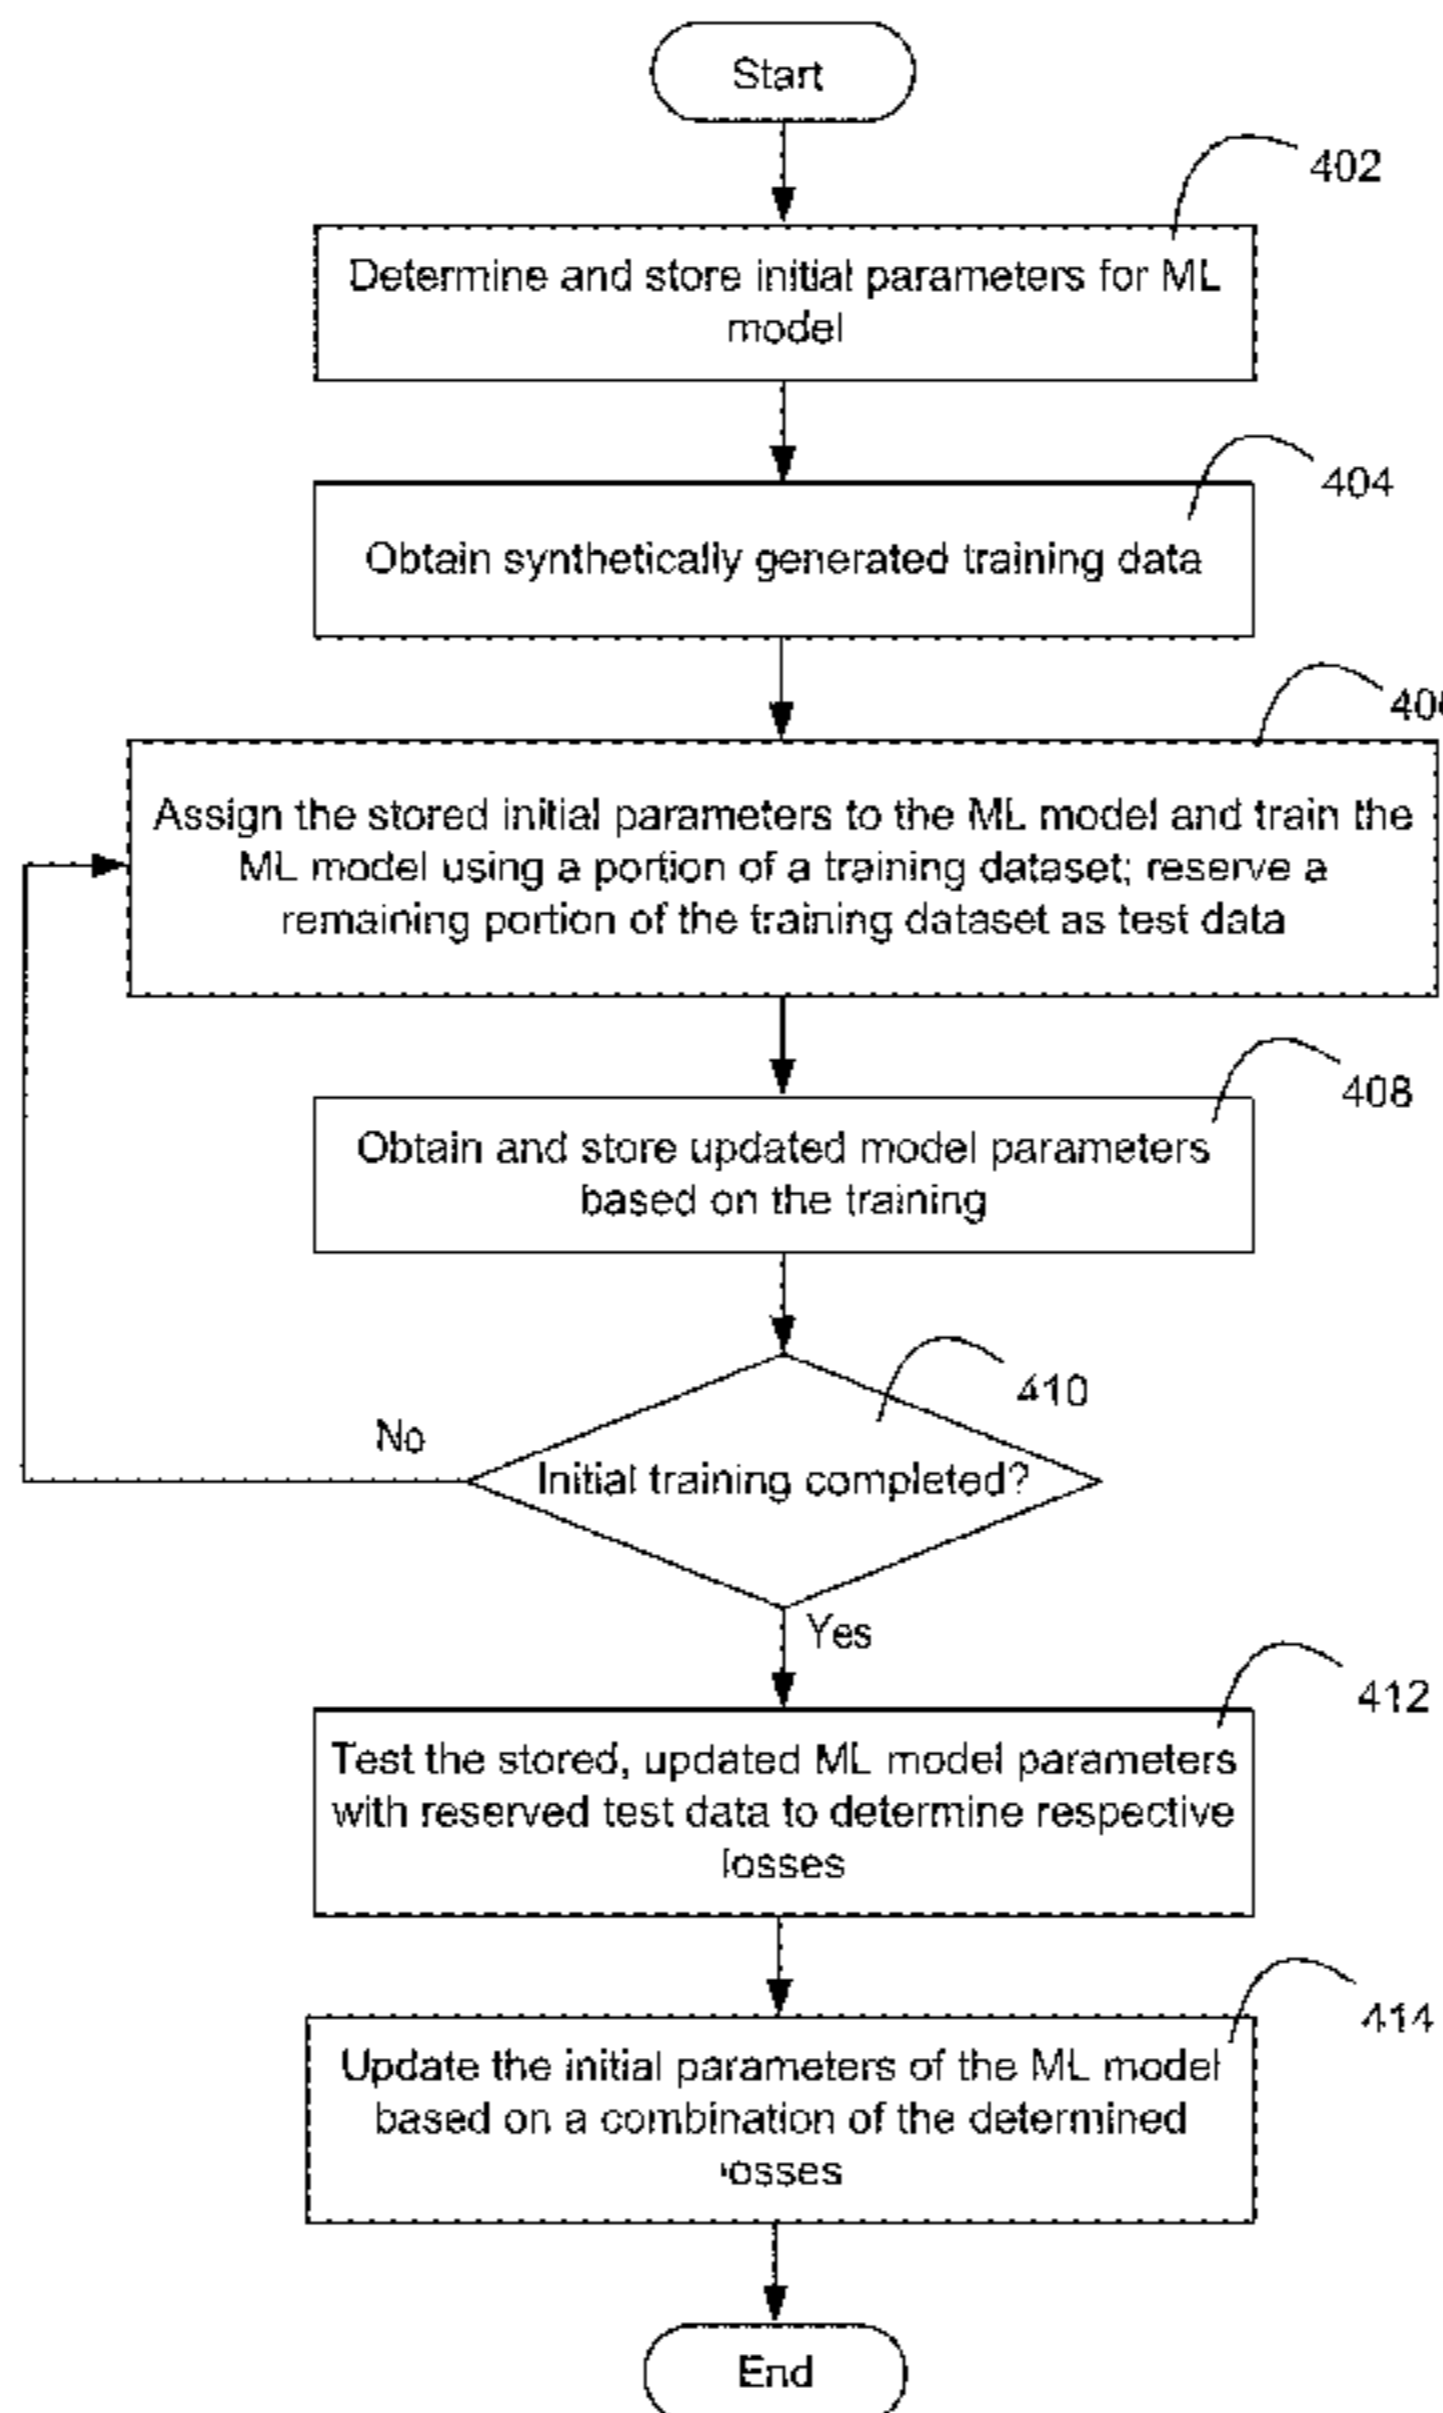 Start
402
Determine and store initial parameters for ML
model
404
Obtain synthetically generated training data
Assign the stored initial parameters to the ML model and train the
ML model using a portion of a training dataset; reserve a
remaining portion of the training dataset as test data
408
Obtain and store updated model parameters
based on the training
410
No
Initial training completed?
Yes
412
Test the stored, updated ML model parameters
with reserved test data to determine respective
losses
414
Update the initial parameters of the ML model
based on a combination of the determined
losses
End